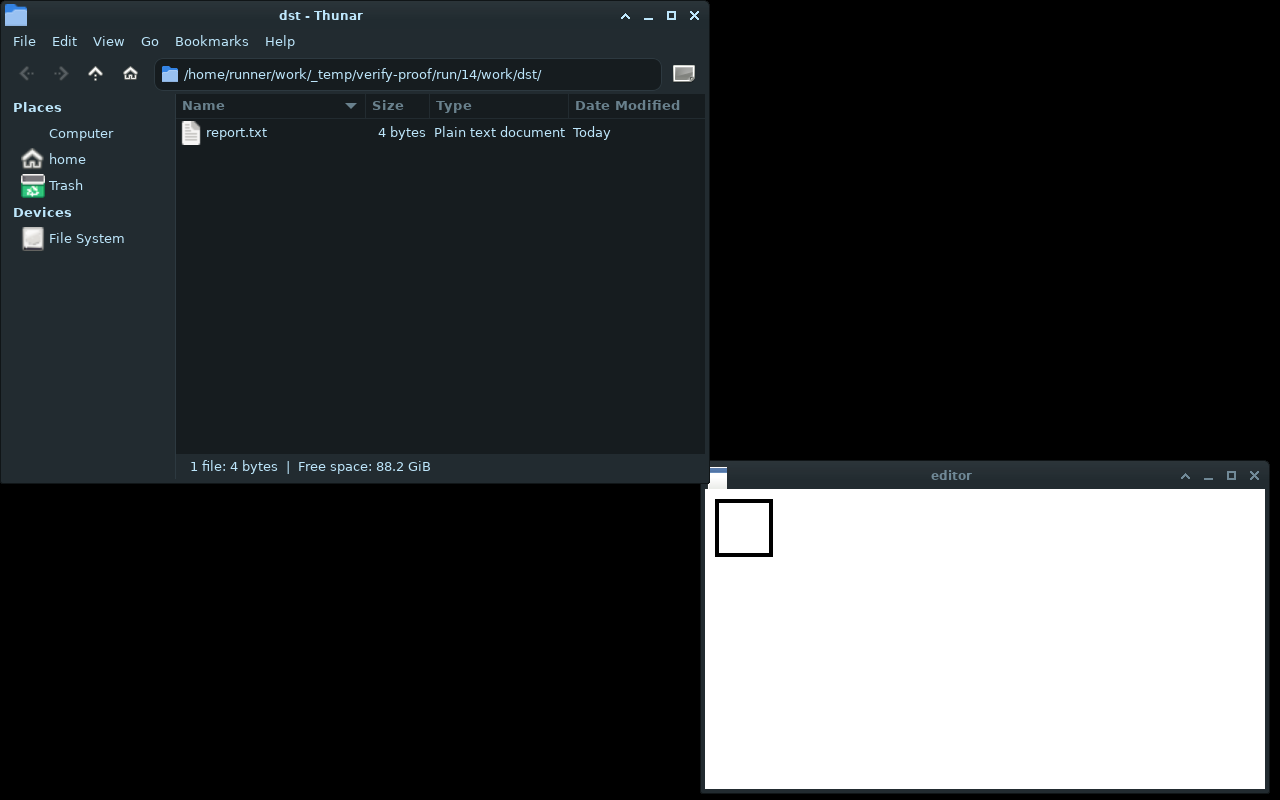 dst - Thunar
File Edit View Go Bookmarks Help
/home/runner/work/_temp/verify-proof/run/14/work/dst/
Places
Computer
home
Trash
Devices
File System
Name Size Type Date Modified
report.txt 4 bytes Plain text document Today
1 file: 4 bytes | Free space: 88.2 GiB
editor